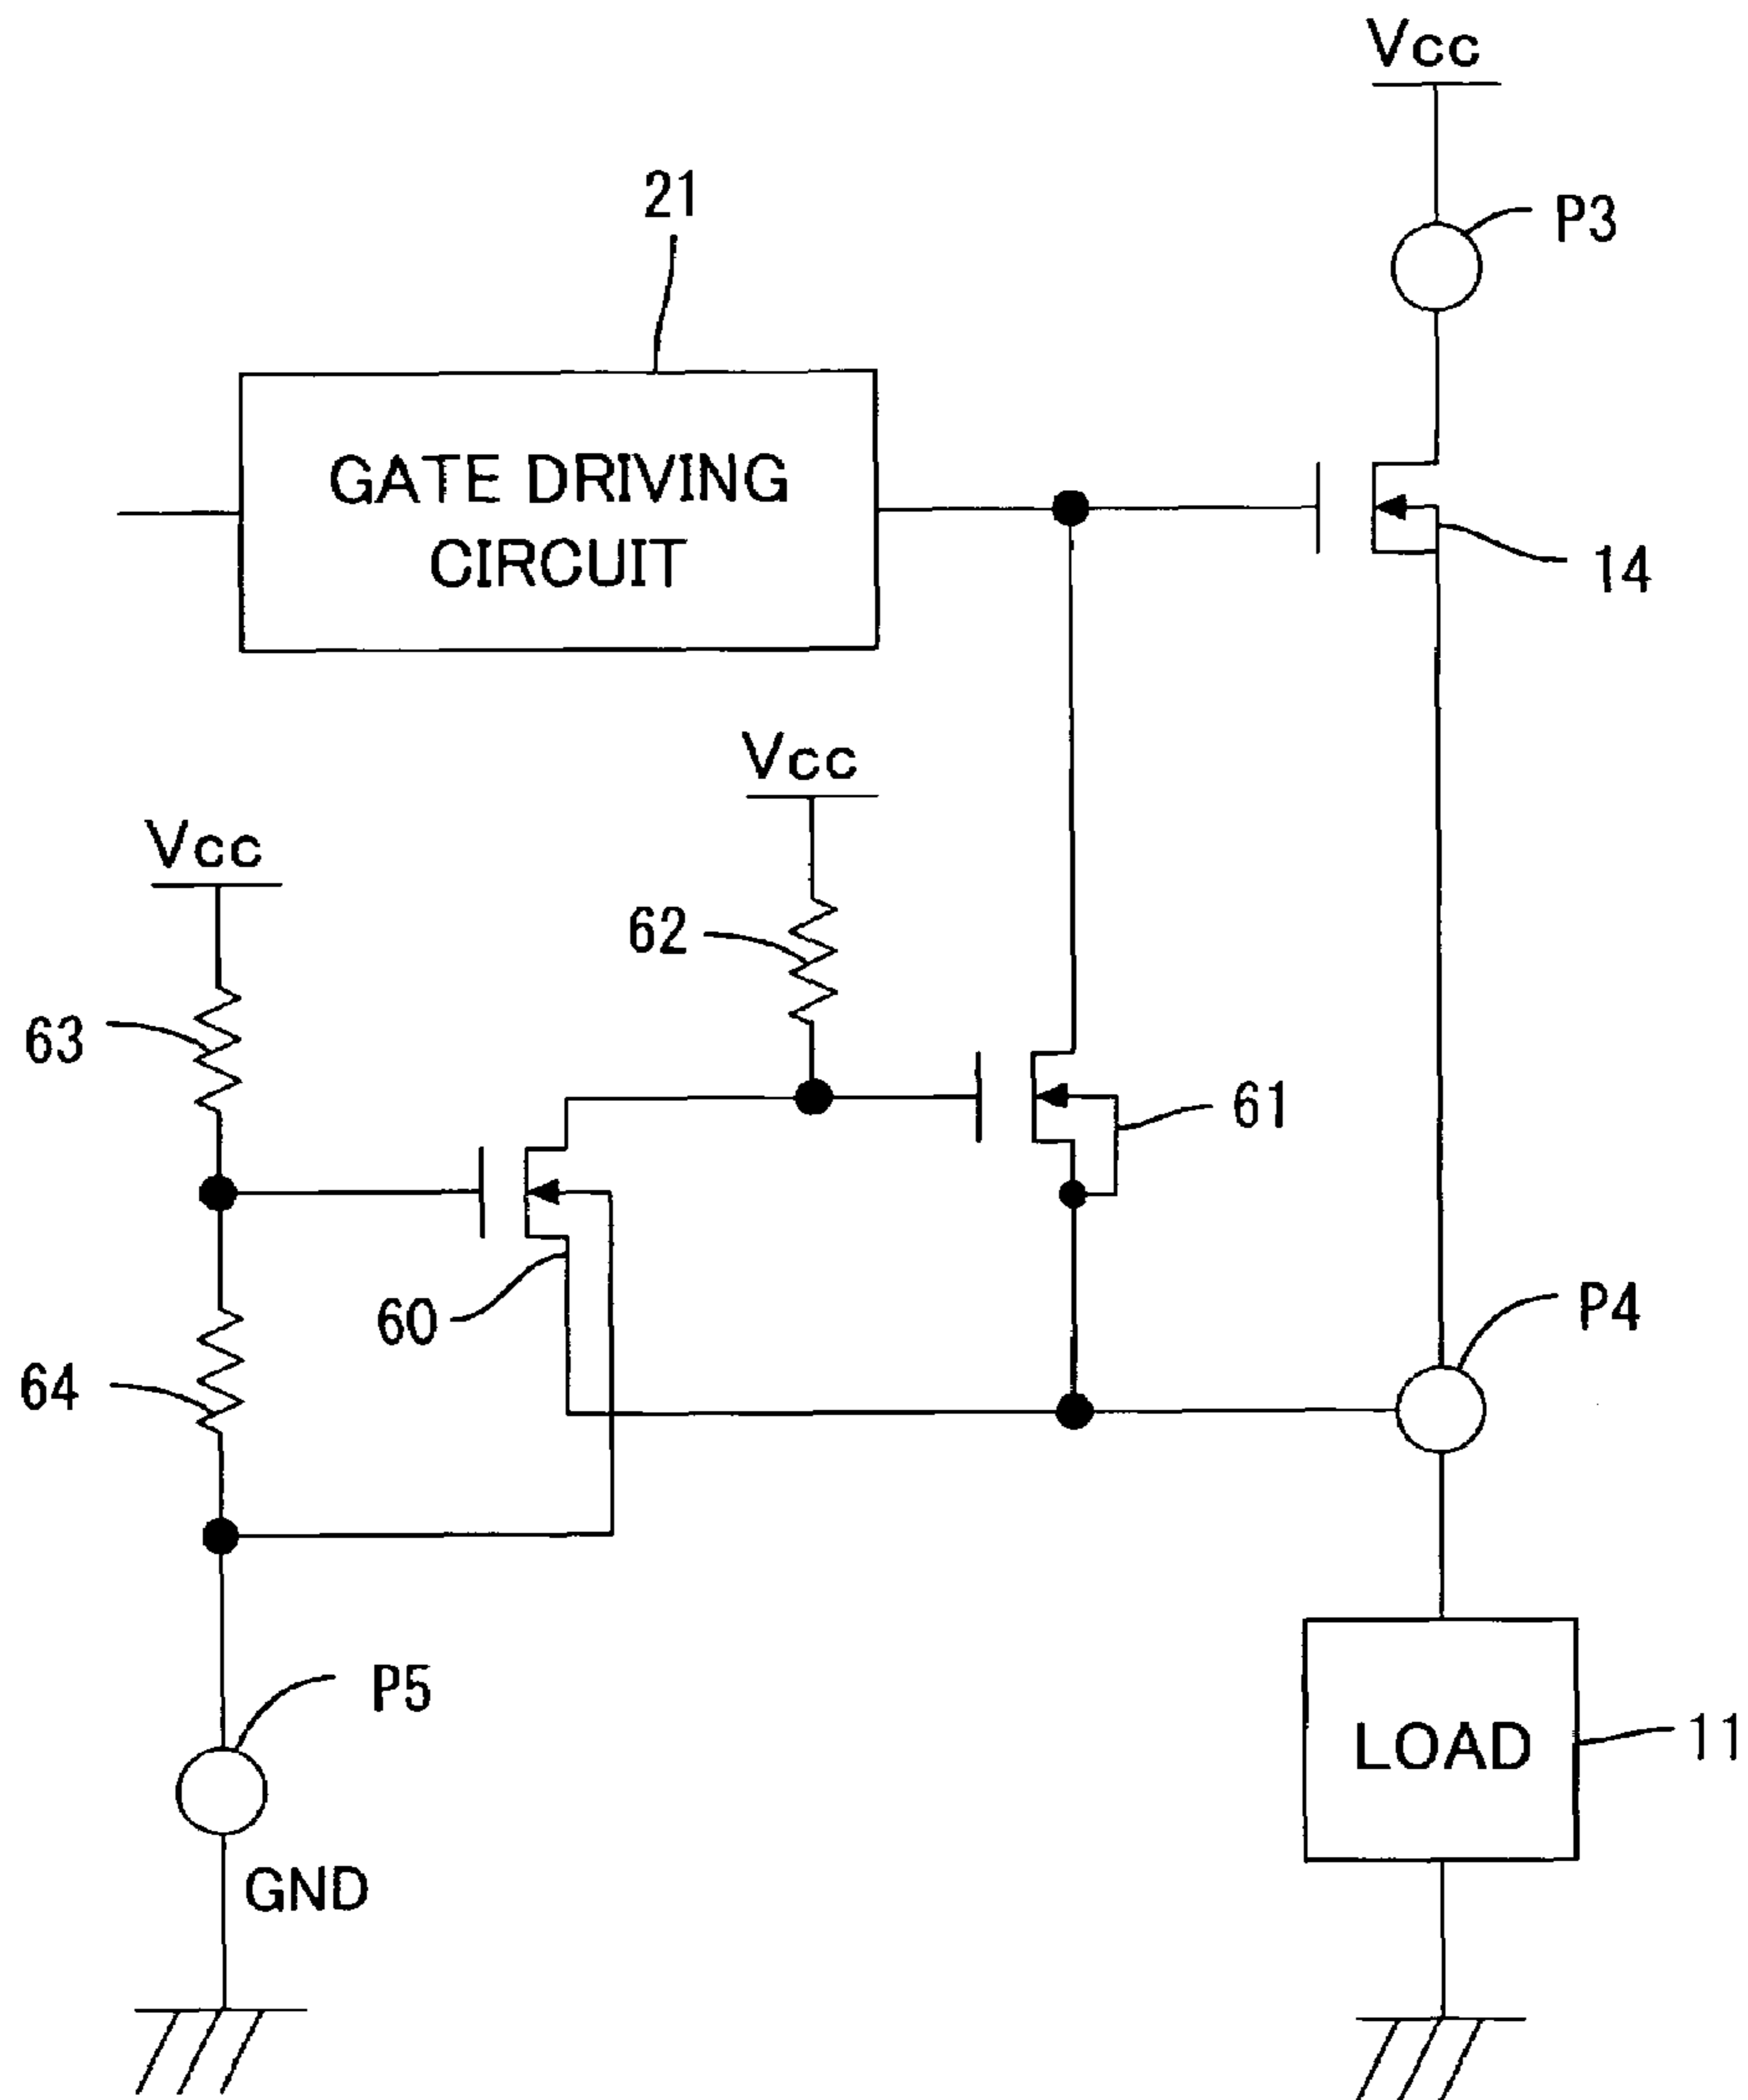 Vcc
P3
21
GATE DRIVING
CIRCUIT
14
Vcc
Vcc
62
63
61
60
P4
64
P5
LOAD
11
GND